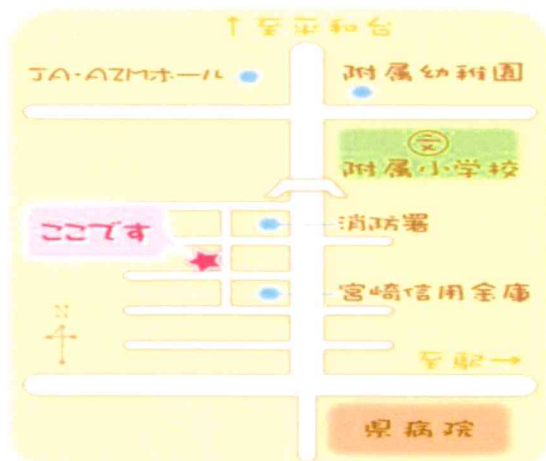 ↑至平和台
JA・AZMホール
附属幼稚園
文
附属小学校
消防署
ここです
宮崎信用金庫
N
至駅→
県病院